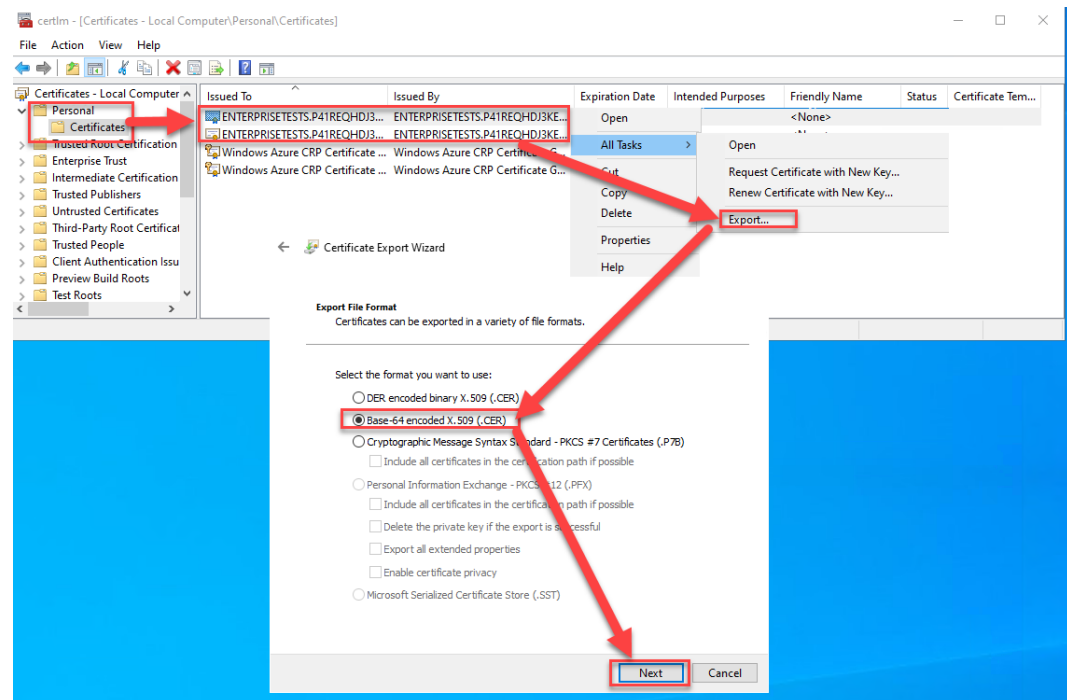 certlm - [Certificates - Local Computer\Personal\Certificates]
File Action View Help
Certificates - Local Computer
Personal
Certificates
Trusted Root Certification
Enterprise Trust
Intermediate Certification
Trusted Publishers
Untrusted Certificates
Third-Party Root Certificat
Trusted People
Client Authentication Issu
Preview Build Roots
Test Roots
Issued To Issued By Expiration Date Intended Purposes Friendly Name Status Certificate Tem...
ENTERPRISETESTS.P41REQHDJ3... ENTERPRISETESTS.P41REQHDJ3KE... <None>
ENTERPRISETESTS.P41REQHDJ3... ENTERPRISETESTS.P41REQHDJ3KE...
Windows Azure CRP Certificate ... Windows Azure CRP Certificate G...
Windows Azure CRP Certificate ... Windows Azure CRP Certificate G...
Open
All Tasks
Cut
Copy
Delete
Properties
Help
Open
Request Certificate with New Key...
Renew Certificate with New Key...
Export...
Certificate Export Wizard
Export File Format
Certificates can be exported in a variety of file formats.
Select the format you want to use:
DER encoded binary X.509 (.CER)
Base-64 encoded X.509 (.CER)
Cryptographic Message Syntax Standard - PKCS #7 Certificates (.P7B)
Include all certificates in the certification path if possible
Personal Information Exchange - PKCS #12 (.PFX)
Include all certificates in the certification path if possible
Delete the private key if the export is successful
Export all extended properties
Enable certificate privacy
Microsoft Serialized Certificate Store (.SST)
Next Cancel